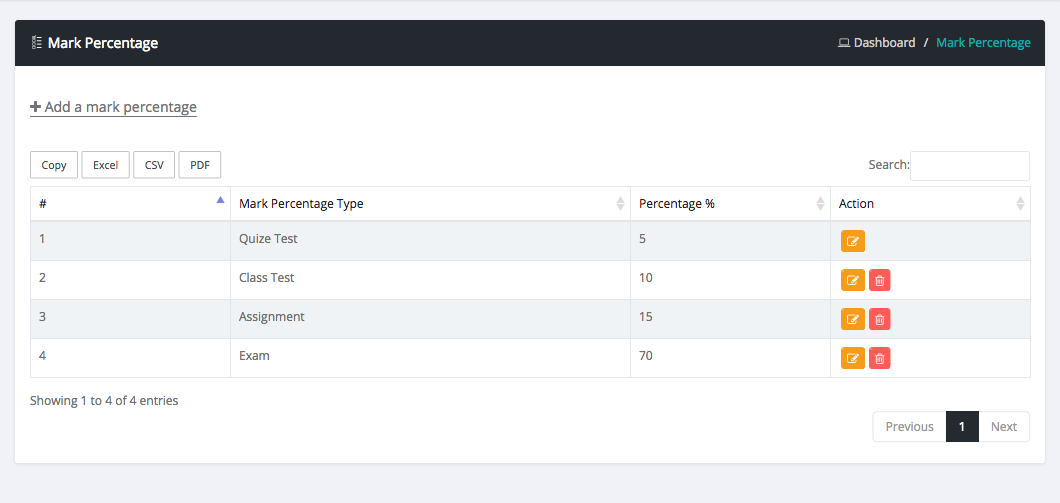 Mark Percentage
Dashboard / Mark Percentage
Add a mark percentage
Copy Excel CSV PDF
Search:
# Mark Percentage Type Percentage % Action
1 Quize Test 5
2 Class Test 10
3 Assignment 15
4 Exam 70
Showing 1 to 4 of 4 entries
Previous 1 Next